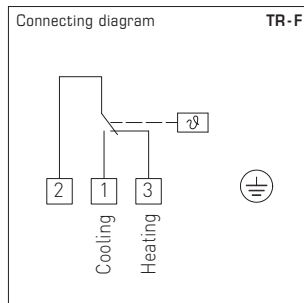 Connecting diagram TR-F
ϑ
2 1 3
Cooling
Heating